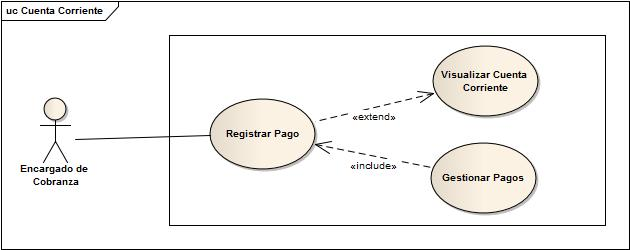 uc Cuenta Corriente
Visualizar Cuenta
Corriente
«extend»
Registrar Pago
«include»
Gestionar Pagos
Encargado de
Cobranza